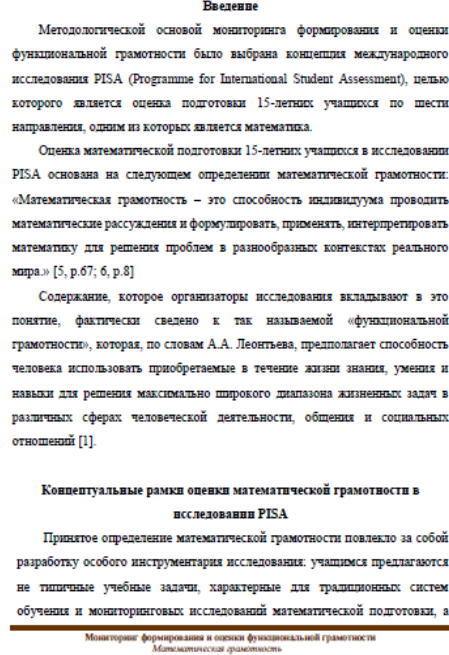 Введение
Методологической основой мониторинга формирования и оценки
функциональной грамотности было выбрана концепция международного
исследования PISA (Programme for International Student Assessment), целью
которого является оценка подготовки 15-летних учащихся по шести
направления, одним из которых является математика.
Оценка математической подготовки 15-летних учащихся в исследовании
PISA основана на следующем определении математической грамотности:
«Математическая грамотность – это способность индивидуума проводить
математические рассуждения и формулировать, применять, интерпретировать
математику для решения проблем в разнообразных контекстах реального
мира.» [5, p.67; 6, p.8]
Содержание, которое организаторы исследования вкладывают в это
понятие, фактически сведено к так называемой «функциональной
грамотности», которая, по словам А.А. Леонтьева, предполагает способность
человека использовать приобретаемые в течение жизни знания, умения и
навыки для решения максимально широкого диапазона жизненных задач в
различных сферах человеческой деятельности, общения и социальных
отношений [1].
Концептуальные рамки оценки математической грамотности в
исследовании PISA
Принятое определение математической грамотности повлекло за собой
разработку особого инструментария исследования: учащимся предлагаются
не типичные учебные задачи, характерные для традиционных систем
обучения и мониторинговых исследований математической подготовки, а
Мониторинг формирования и оценки функциональной грамотности
Математическая грамотность